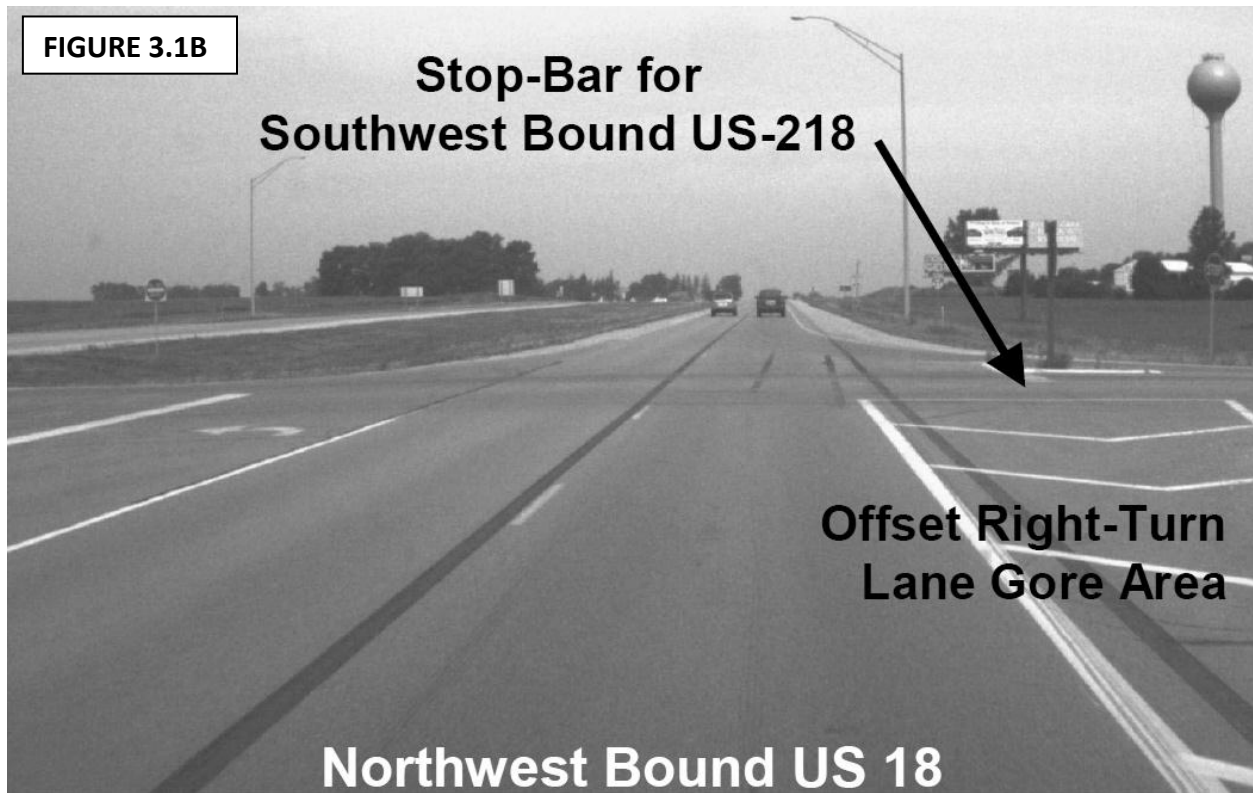 FIGURE 3.1B
Stop-Bar for
Southwest Bound US-218
Offset Right-Turn
Lane Gore Area
Northwest Bound US 18